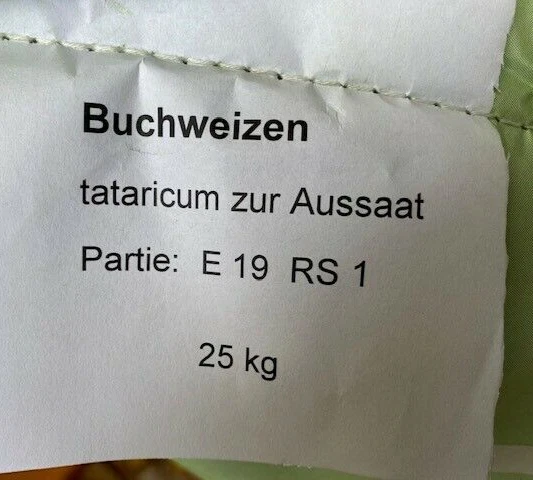 Buchweizen
tataricum zur Aussaat
Partie: E 19 RS 1
25 kg